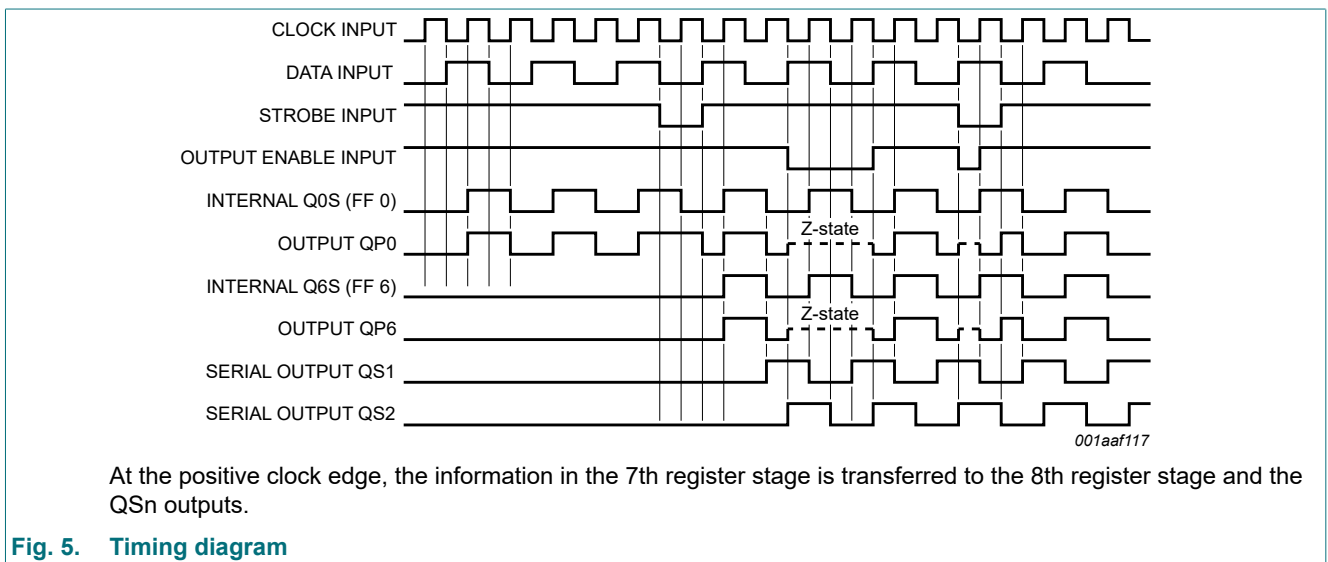 CLOCK INPUT
DATA INPUT
STROBE INPUT
OUTPUT ENABLE INPUT
INTERNAL Q0S (FF 0)
Z-state
OUTPUT QP0
INTERNAL Q6S (FF 6)
Z-state
OUTPUT QP6
SERIAL OUTPUT QS1
SERIAL OUTPUT QS2
001aaf117
At the positive clock edge, the information in the 7th register stage is transferred to the 8th register stage and the
QSn outputs.
Fig. 5. Timing diagram